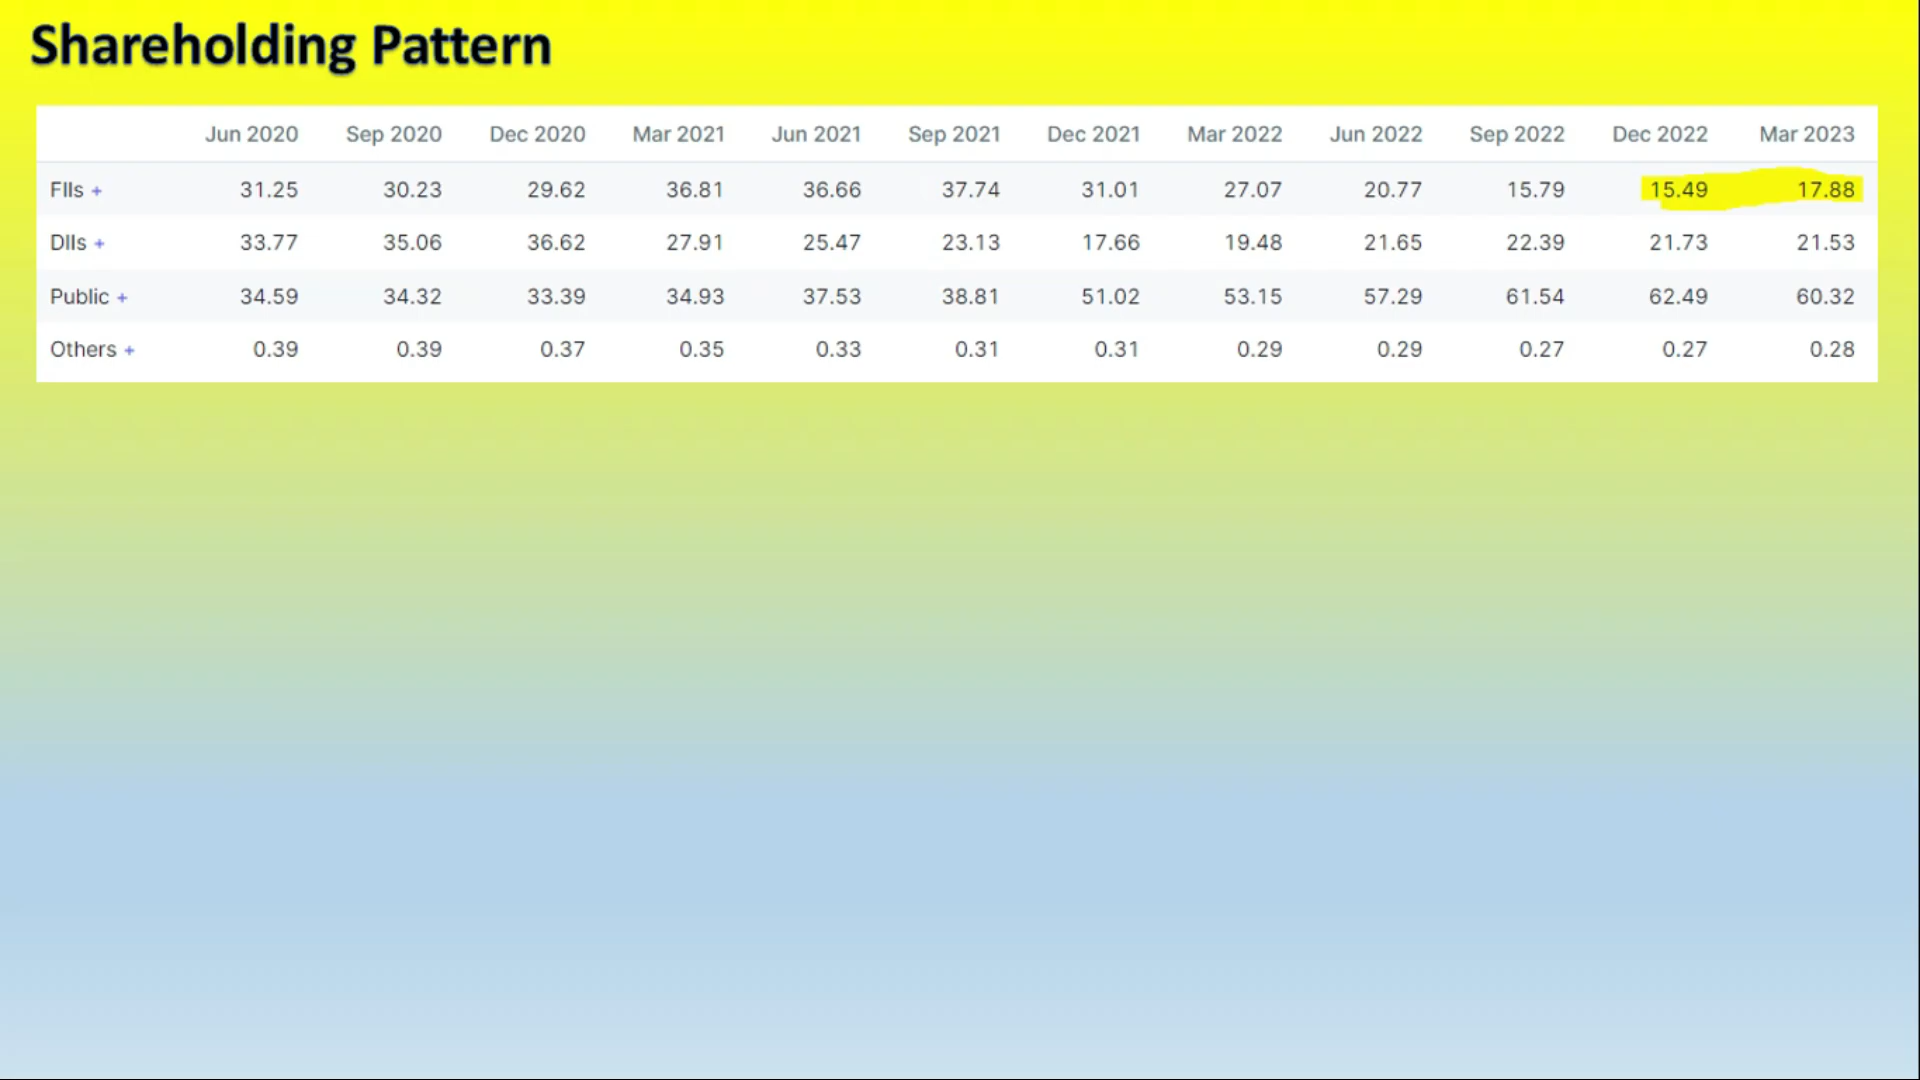 Shareholding Pattern
Jun 2020 Sep 2020 Dec 2020 Mar 2021 Jun 2021 Sep 2021 Dec 2021 Mar 2022 Jun 2022 Sep 2022 Dec 2022 Mar 2023
FIIs + 31.25 30.23 29.62 36.81 36.66 37.74 31.01 27.07 20.77 15.79 15.49 17.88
DIIs + 33.77 35.06 36.62 27.91 25.47 23.13 17.66 19.48 21.65 22.39 21.73 21.53
Public + 34.59 34.32 33.39 34.93 37.53 38.81 51.02 53.15 57.29 61.54 62.49 60.32
Others + 0.39 0.39 0.37 0.35 0.33 0.31 0.31 0.29 0.29 0.27 0.27 0.28